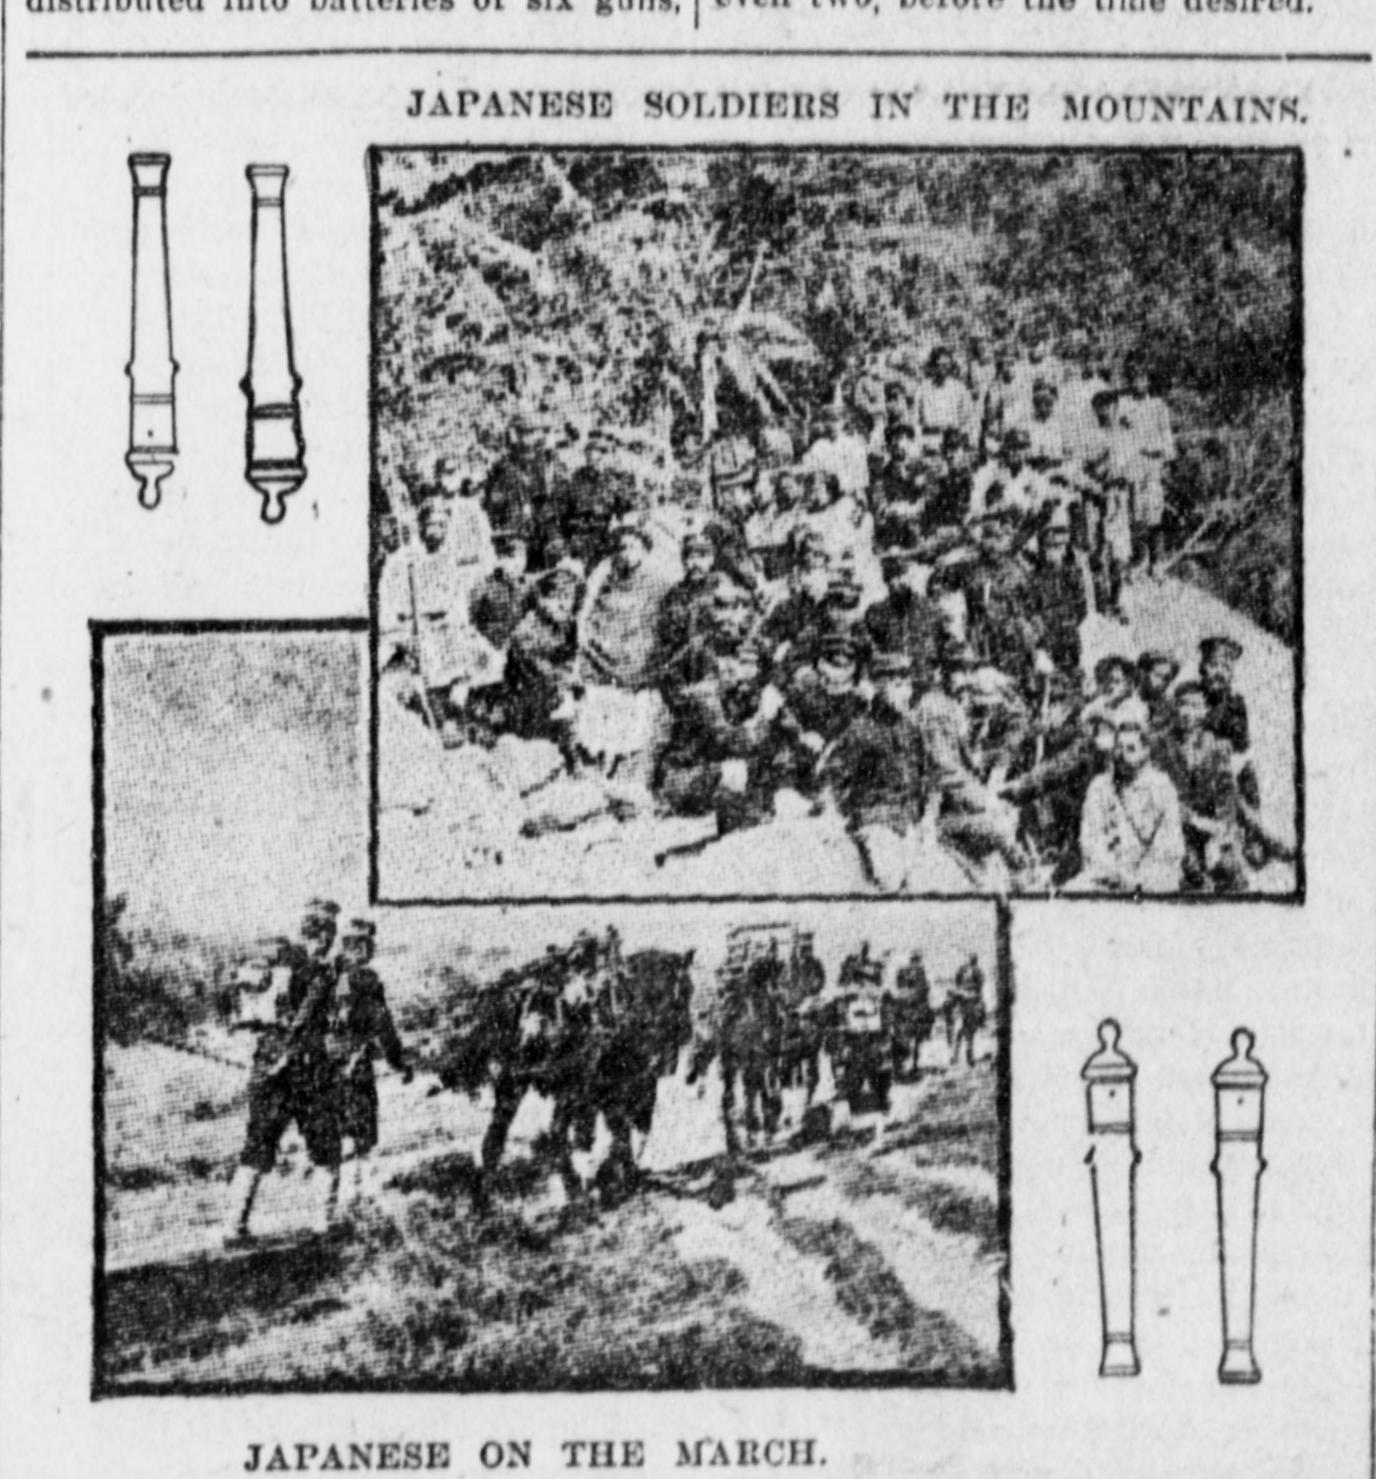 distributed into batteries of six guns,
even two, before the time desired.
JAPANESE SOLDIERS IN THE MOUNTAINS.
JAPANESE ON THE MARCH.